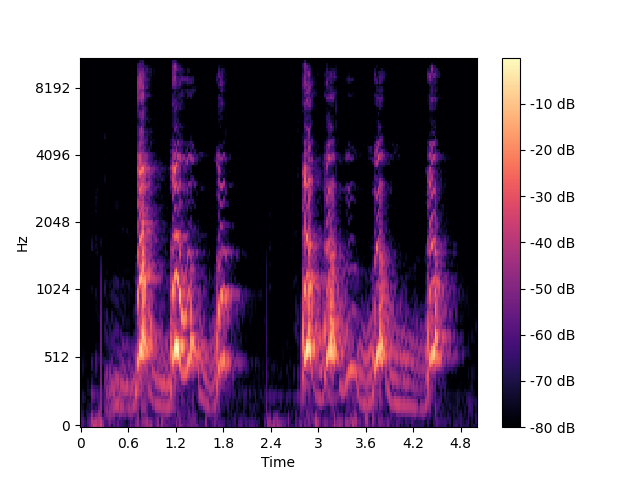 8192
4096
2048
1024
512
0
Hz
0 0.6 1.2 1.8 2.4 3 3.6 4.2 4.8
Time
-10 dB
-20 dB
-30 dB
-40 dB
-50 dB
-60 dB
-70 dB
-80 dB